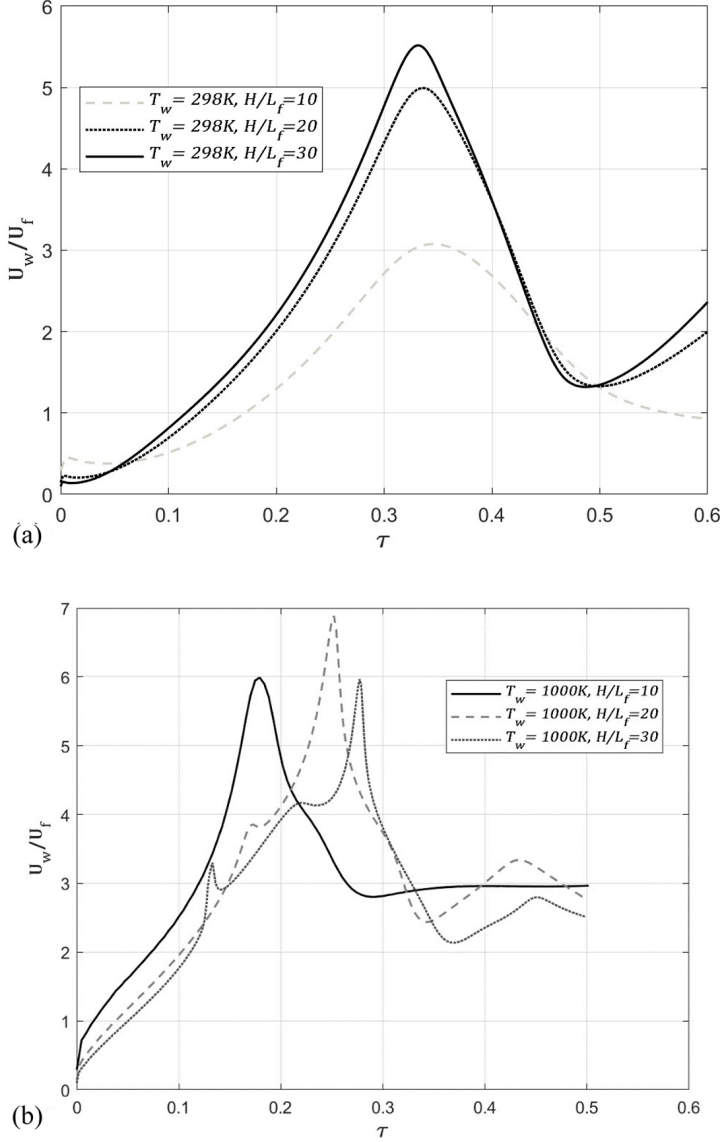 6
5
4
3
2
1
0
U_w/U_f
T_w= 298K, H/L_f=10
T_w= 298K, H/L_f=20
T_w= 298K, H/L_f=30
0 0.1 0.2 0.3 0.4 0.5 0.6
τ
(a)
7
6
5
4
3
2
1
0
U_w/U_f
T_w= 1000K, H/L_f=10
T_w= 1000K, H/L_f=20
T_w= 1000K, H/L_f=30
0 0.1 0.2 0.3 0.4 0.5 0.6
τ
(b)